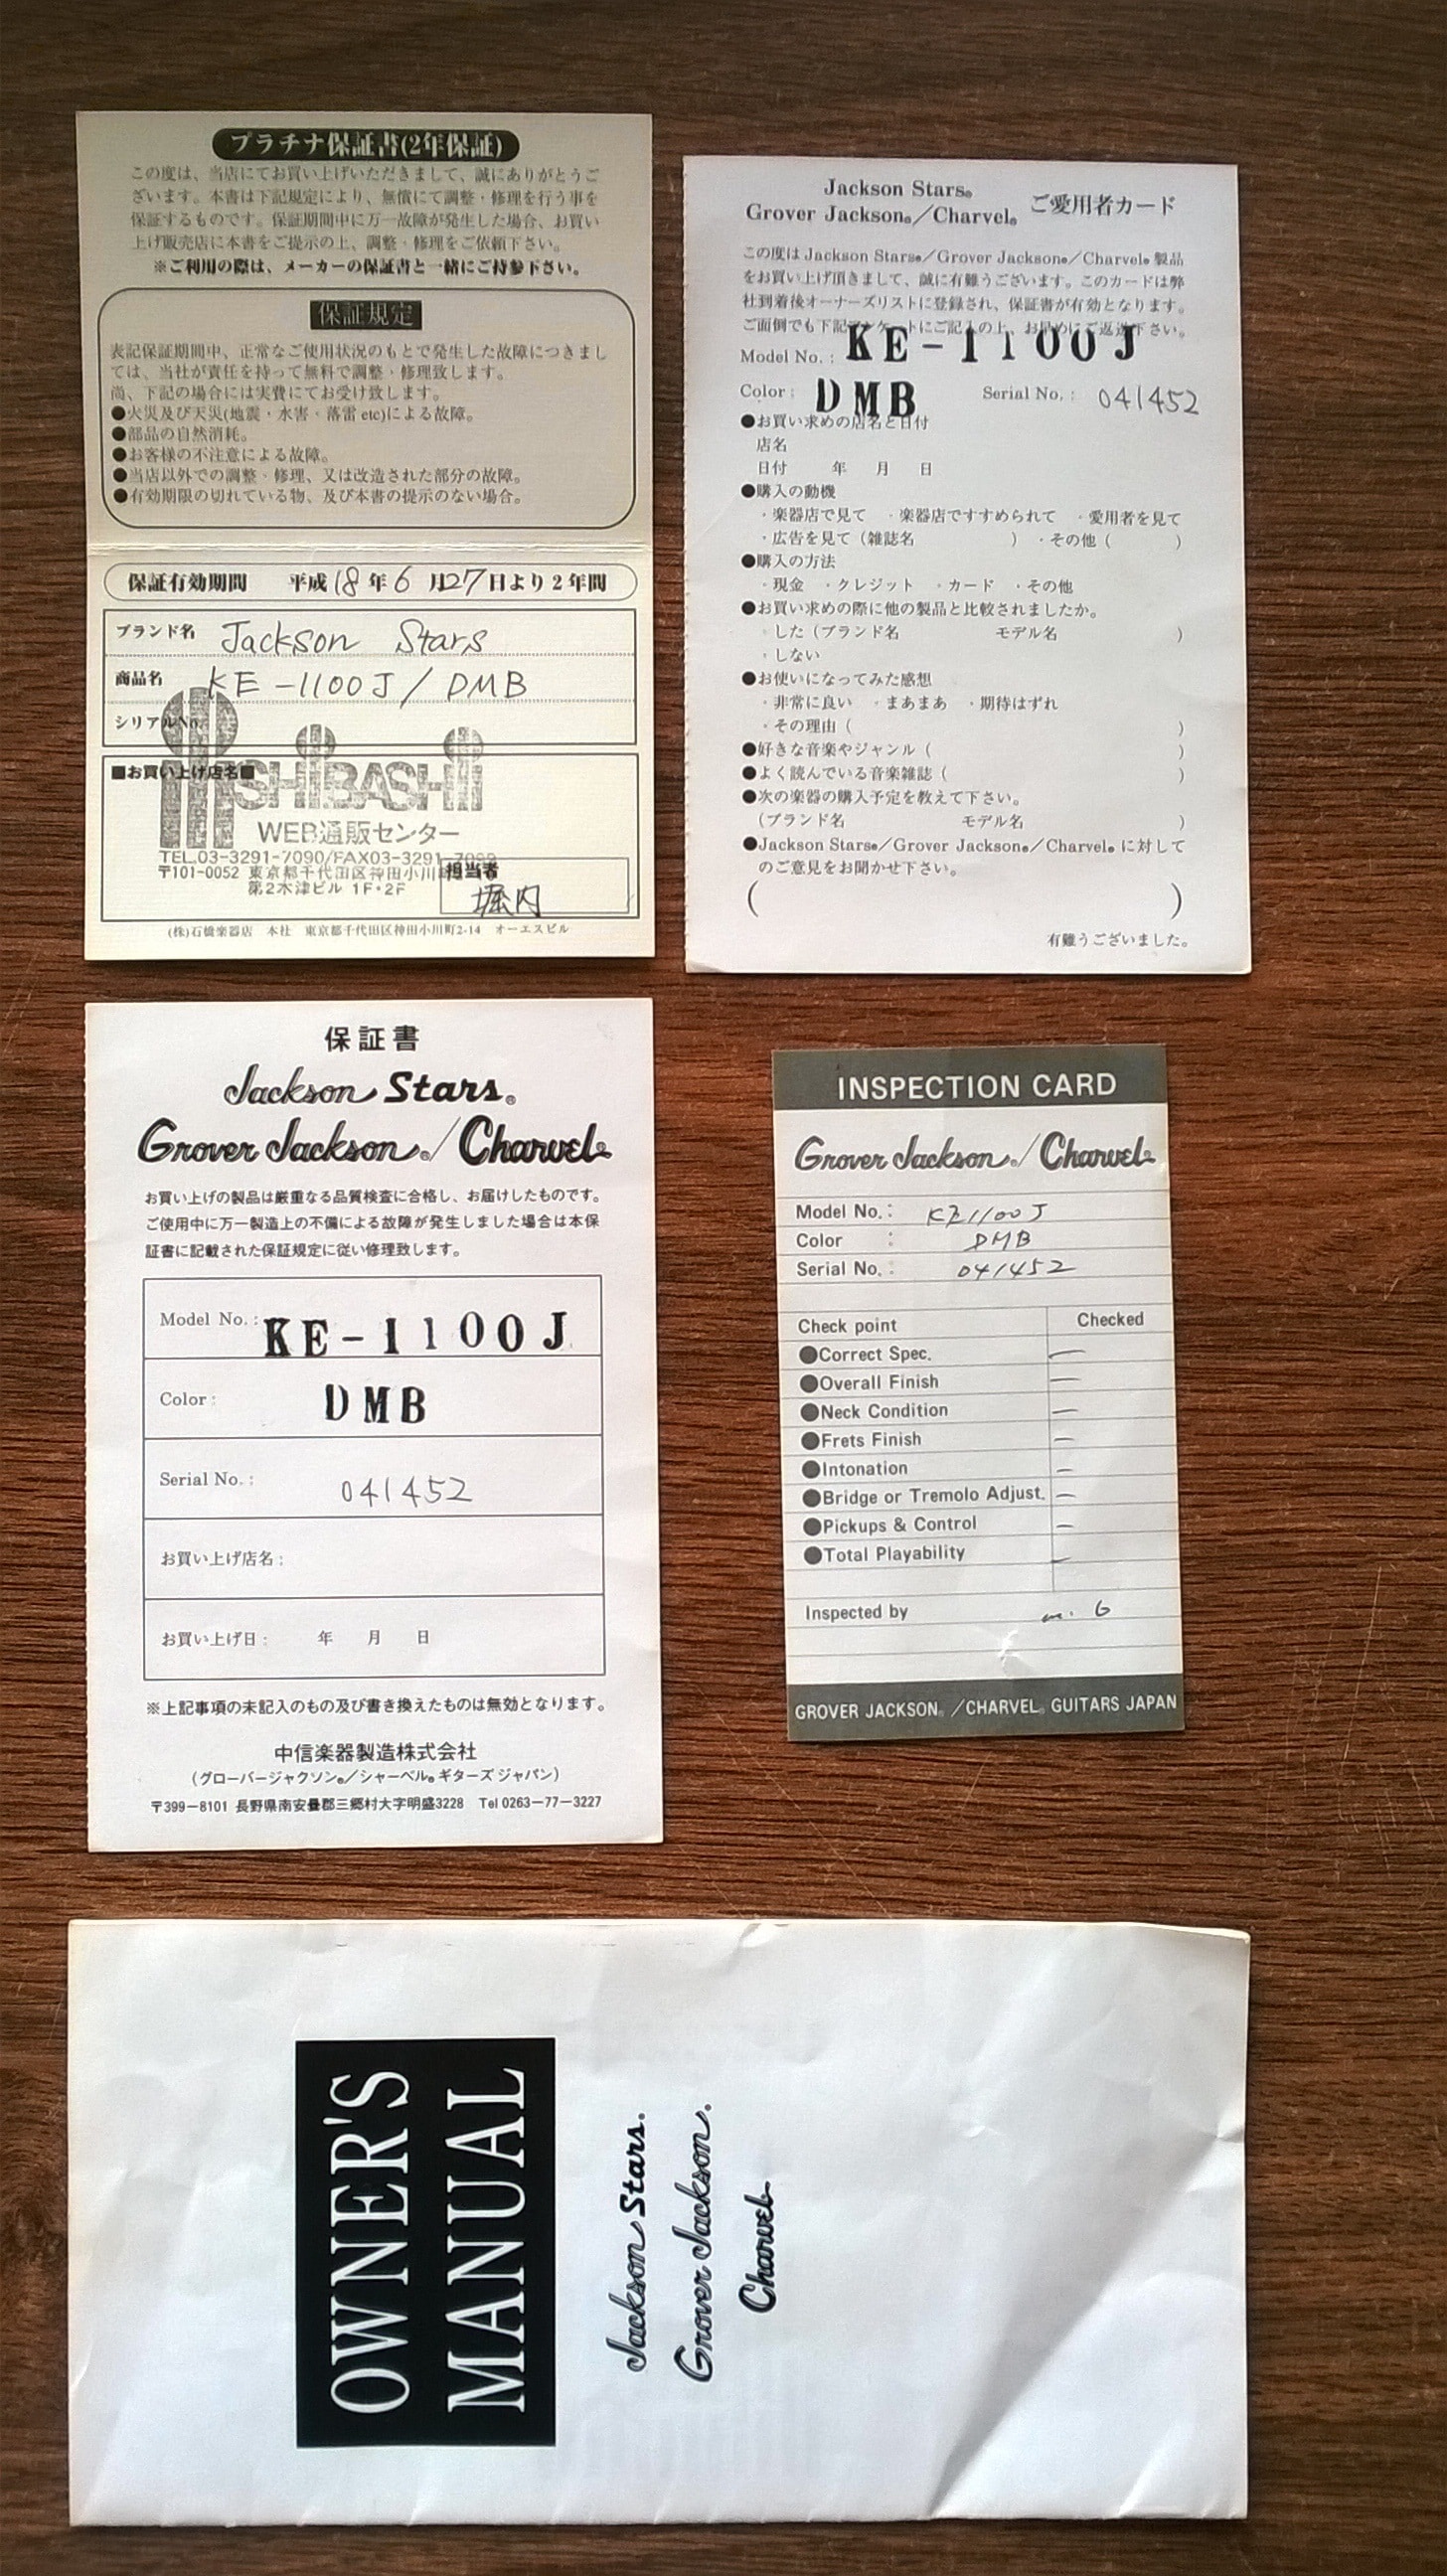 プラチナ保証書(2年保証)
この度は、当店にてお買い上げいただきまして、誠にありがとうご
ざいます。本書は下記規定により、無償にて調整・修理を行う事を
保証するものです。保証期間中に万一故障が発生した場合、お買い
上げ販売店に本書をご提示の上、調整・修理をご依頼下さい。
※ご利用の際は、メーカーの保証書と一緒にご持参下さい。
保証規定
表記保証期間中、正常なご使用状況のもとで発生した故障につきまし
ては、当社が責任を持って無料で調整・修理致します。
尚、下記の場合には実費にてお受け致します。
●火災及び天災(地震・水害・落雷etc)による故障。
●部品の自然消耗。
●お客様の不注意による故障。
●当店以外での調整・修理、又は改造された部分の故障。
●有効期限の切れている物、及び本書の提示のない場合。
保証有効期間 平成18年6月27日より2年間
ブランド名 Jackson Stars
商品名 KE-1100J/DMB
シリアルNo.
■お買い上げ店名■
ISHIBASHI
WEB通販センター
TEL.03-3291-7090/FAX03-3291-
〒101-0052 東京都千代田区神田小川
第2木津ビル 1F・2F
担当者
堀内
(株)石橋楽器店 本社 東京都千代田区神田小川町2-14 オーエスビル
Jackson Stars®
Grover Jackson®/Charvel® ご愛用者カード
この度は Jackson Stars®/Grover Jackson®/Charvel® 製品
をお買い上げ頂きまして、誠に有難うございます。このカードは弊
社到着後オーナーズリストに登録され、保証書が有効となります。
ご面倒でも下記アンケートにご記入の上、お早めにご返送下さい。
Model No.: KE-1100J
Color: DMB Serial No.: 041452
●お買い求めの店名と日付
店名
日付 年 月 日
●購入の動機
・楽器店で見て ・楽器店ですすめられて ・愛用者を見て
・広告を見て(雑誌名 ) ・その他( )
●購入の方法
・現金 ・クレジット ・カード ・その他
●お買い求めの際に他の製品と比較されましたか。
・した(ブランド名 モデル名 )
・しない
●お使いになってみた感想
・非常に良い ・まあまあ ・期待はずれ
・その理由( )
●好きな音楽やジャンル( )
●よく読んでいる音楽雑誌( )
●次の楽器の購入予定を教えて下さい。
(ブランド名 モデル名 )
●Jackson Stars®/Grover Jackson®/Charvel® に対して
のご意見をお聞かせ下さい。
( )
有難うございました。
保証書
Jackson Stars®
Grover Jackson®/Charvel®
お買い上げの製品は厳重なる品質検査に合格し、お届けしたものです。
ご使用中に万一製造上の不備による故障が発生しました場合は本保
証書に記載された保証規定に従い修理致します。
Model No.: KE-1100J
Color: DMB
Serial No.: 041452
お買い上げ店名:
お買い上げ日: 年 月 日
※上記事項の未記入のもの及び書き換えたものは無効となります。
中信楽器製造株式会社
(グローバージャクソン®/シャーベル®ギターズ ジャパン)
〒399-8101 長野県南安曇郡三郷村大字明盛3228 Tel 0263-77-3227
INSPECTION CARD
Grover Jackson®/Charvel®
Model No.: KE1100J
Color : DMB
Serial No.: 041452
Check point Checked
●Correct Spec.
●Overall Finish
●Neck Condition
●Frets Finish
●Intonation
●Bridge or Tremolo Adjust.
●Pickups & Control
●Total Playability
Inspected by m. G
GROVER JACKSON®/CHARVEL® GUITARS JAPAN
OWNER'S
MANUAL
Jackson Stars®
Grover Jackson®
Charvel®